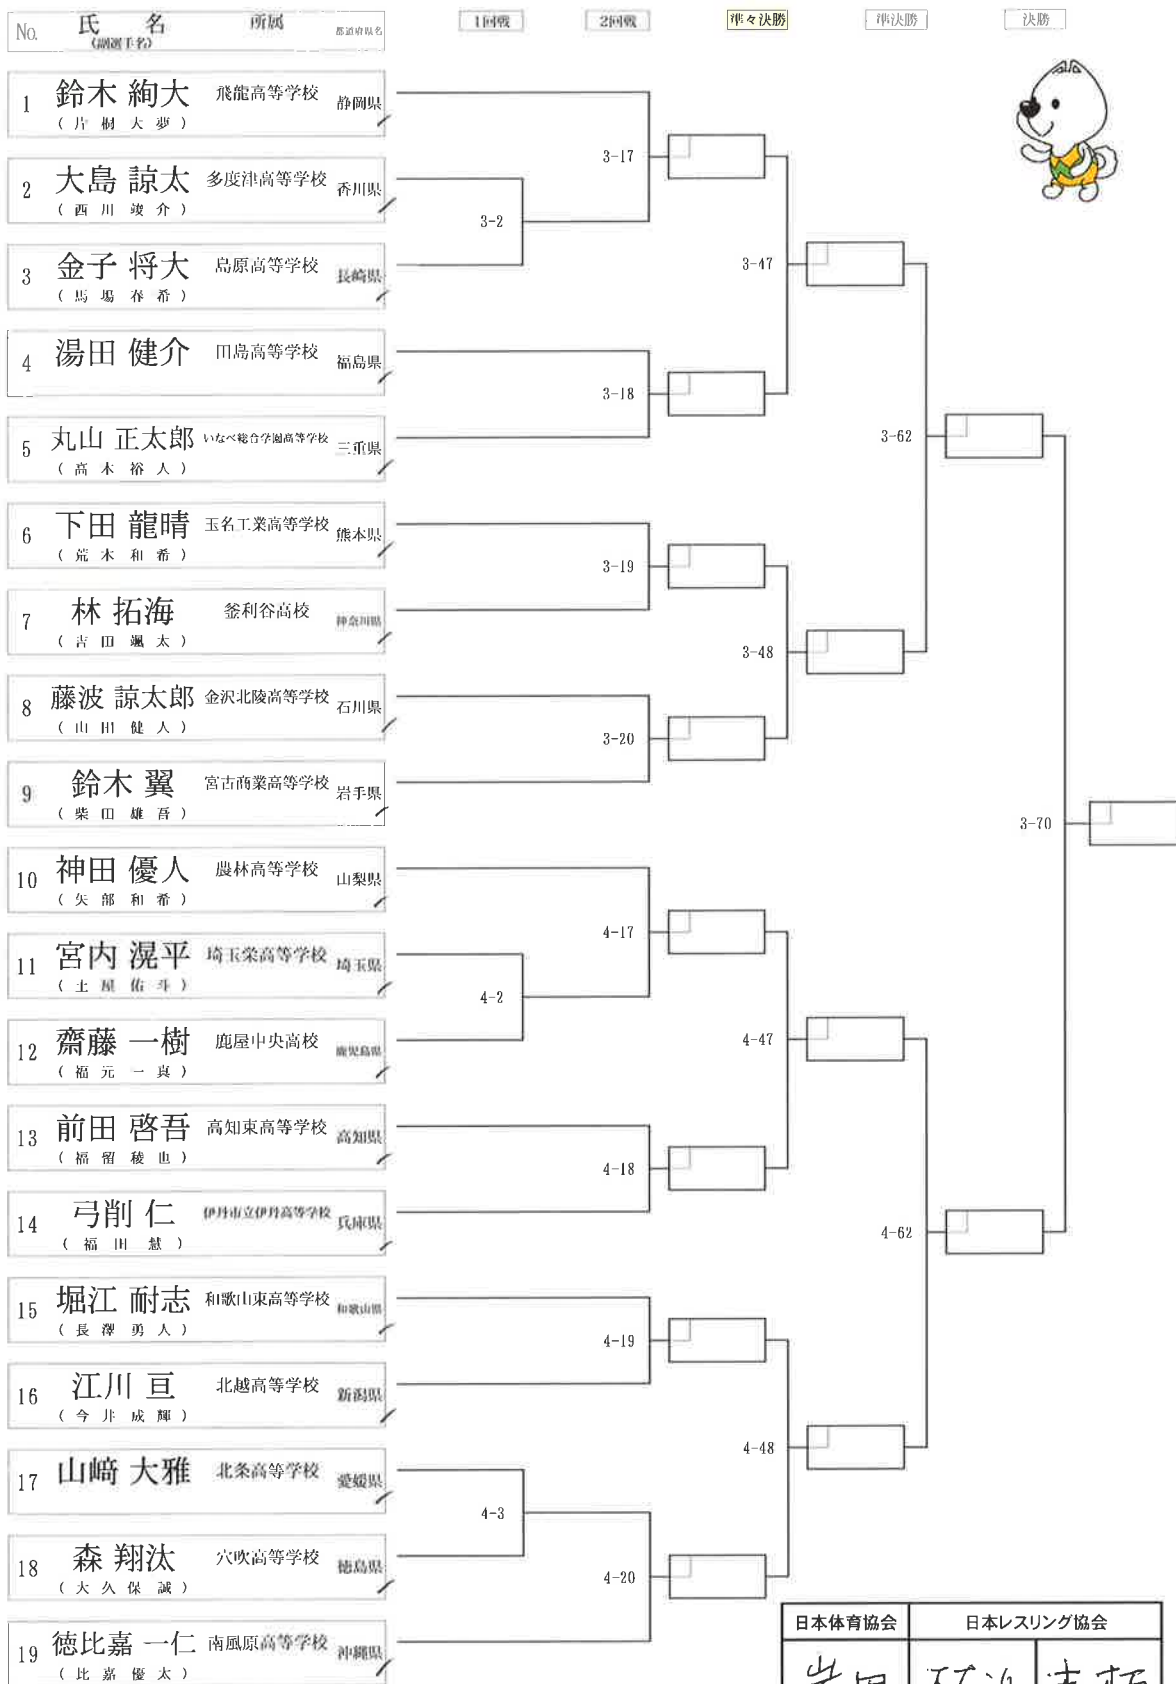 No. 氏 名 所属 都道府県名 1回戦 2回戦 準々決勝 準決勝 決勝
(副選手名)
1 鈴木 絢大 飛龍高等学校 静岡県
(片桐大夢)
3-17
2 大島 諒太 多度津高等学校 香川県
(西川竣介)
3-2
3 金子 将大 島原高等学校 長崎県
(馬場春希)
3-47
4 湯田 健介 田島高等学校 福島県
3-18
5 丸山 正太郎 いなべ総合学園高等学校 三重県
(高木裕人)
3-62
6 下田 龍晴 玉名工業高等学校 熊本県
(荒木和希)
3-19
7 林 拓海 釜利谷高校 神奈川県
(吉田颯太)
3-48
8 藤波 諒太郎 金沢北陵高等学校 石川県
(山田健人)
3-20
9 鈴木 翼 宮古商業高等学校 岩手県
(柴田雄吾)
3-70
10 神田 優人 農林高等学校 山梨県
(矢部和希)
4-17
11 宮内 滉平 埼玉栄高等学校 埼玉県
(土屋佑斗)
4-2
12 齋藤 一樹 鹿屋中央高校 鹿児島県
(福元一真)
4-47
13 前田 啓吾 高知東高等学校 高知県
(福留稜也)
4-18
14 弓削 仁 伊丹市立伊丹高等学校 兵庫県
(福田慧)
4-62
15 堀江 耐志 和歌山東高等学校 和歌山県
(長澤勇人)
4-19
16 江川 亘 北越高等学校 新潟県
(今井成輝)
4-48
17 山﨑 大雅 北条高等学校 愛媛県
4-3
18 森 翔汰 穴吹高等学校 徳島県
(大久保誠)
4-20
19 徳比嘉 一仁 南風原高等学校 沖縄県
(比嘉優太)
日本体育協会 日本レスリング協会